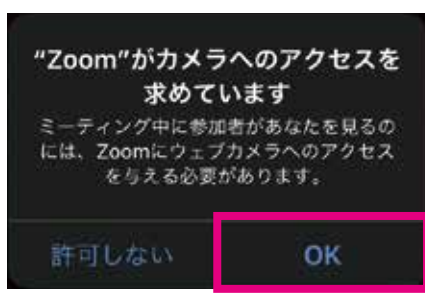 “Zoom”がカメラへのアクセスを
求めています
ミーティング中に参加者があなたを見るの
には、Zoomにウェブカメラへのアクセス
を与える必要があります。
許可しない
OK